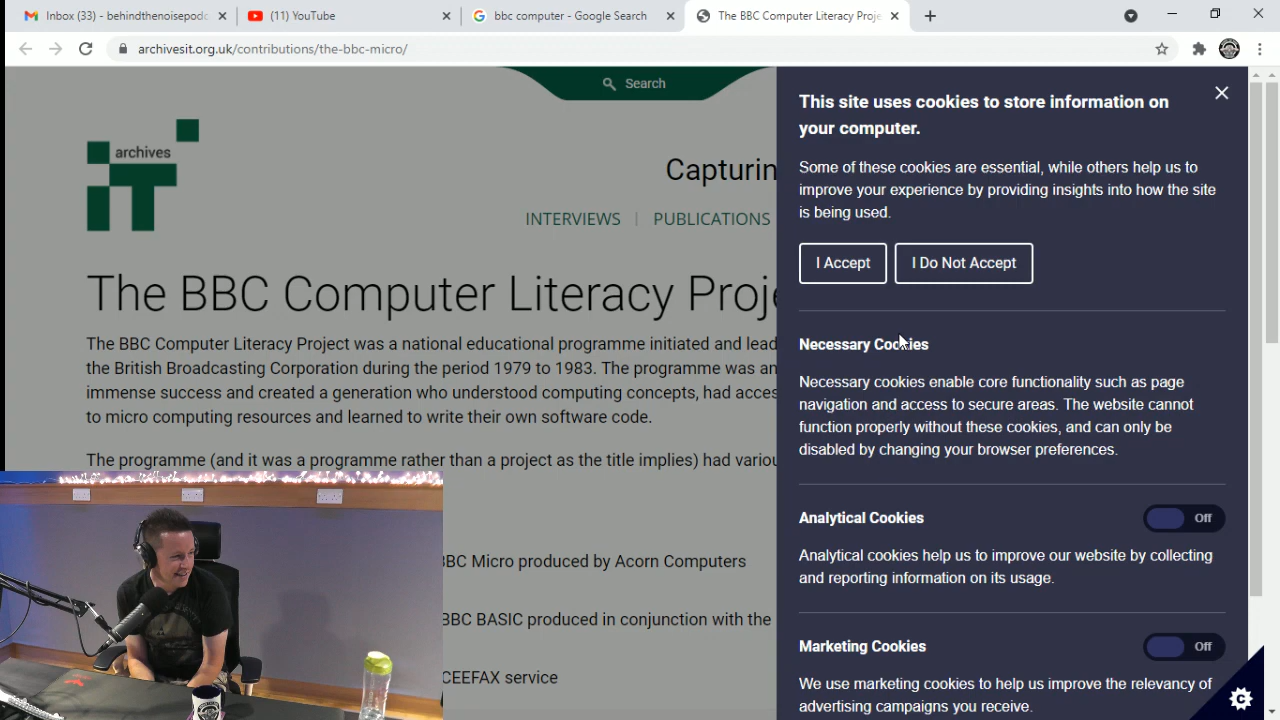 Inbox (33) - behindthenoisepodc
(11) YouTube
bbc computer - Google Search
The BBC Computer Literacy Proje
archivesit.org.uk/contributions/the-bbc-micro/
Search
archives
iT
Capturin
INTERVIEWS | PUBLICATIONS
The BBC Computer Literacy Proje
The BBC Computer Literacy Project was a national educational programme initiated and lead
the British Broadcasting Corporation during the period 1979 to 1983. The programme was an
immense success and created a generation who understood computing concepts, had acces
to micro computing resources and learned to write their own software code.
The programme (and it was a programme rather than a project as the title implies) had variou
BBC Micro produced by Acorn Computers
BBC BASIC produced in conjunction with the
CEEFAX service
This site uses cookies to store information on
your computer.
Some of these cookies are essential, while others help us to
improve your experience by providing insights into how the site
is being used.
I Accept
I Do Not Accept
Necessary Cookies
Necessary cookies enable core functionality such as page
navigation and access to secure areas. The website cannot
function properly without these cookies, and can only be
disabled by changing your browser preferences.
Analytical Cookies
Off
Analytical cookies help us to improve our website by collecting
and reporting information on its usage.
Marketing Cookies
Off
We use marketing cookies to help us improve the relevancy of
advertising campaigns you receive.